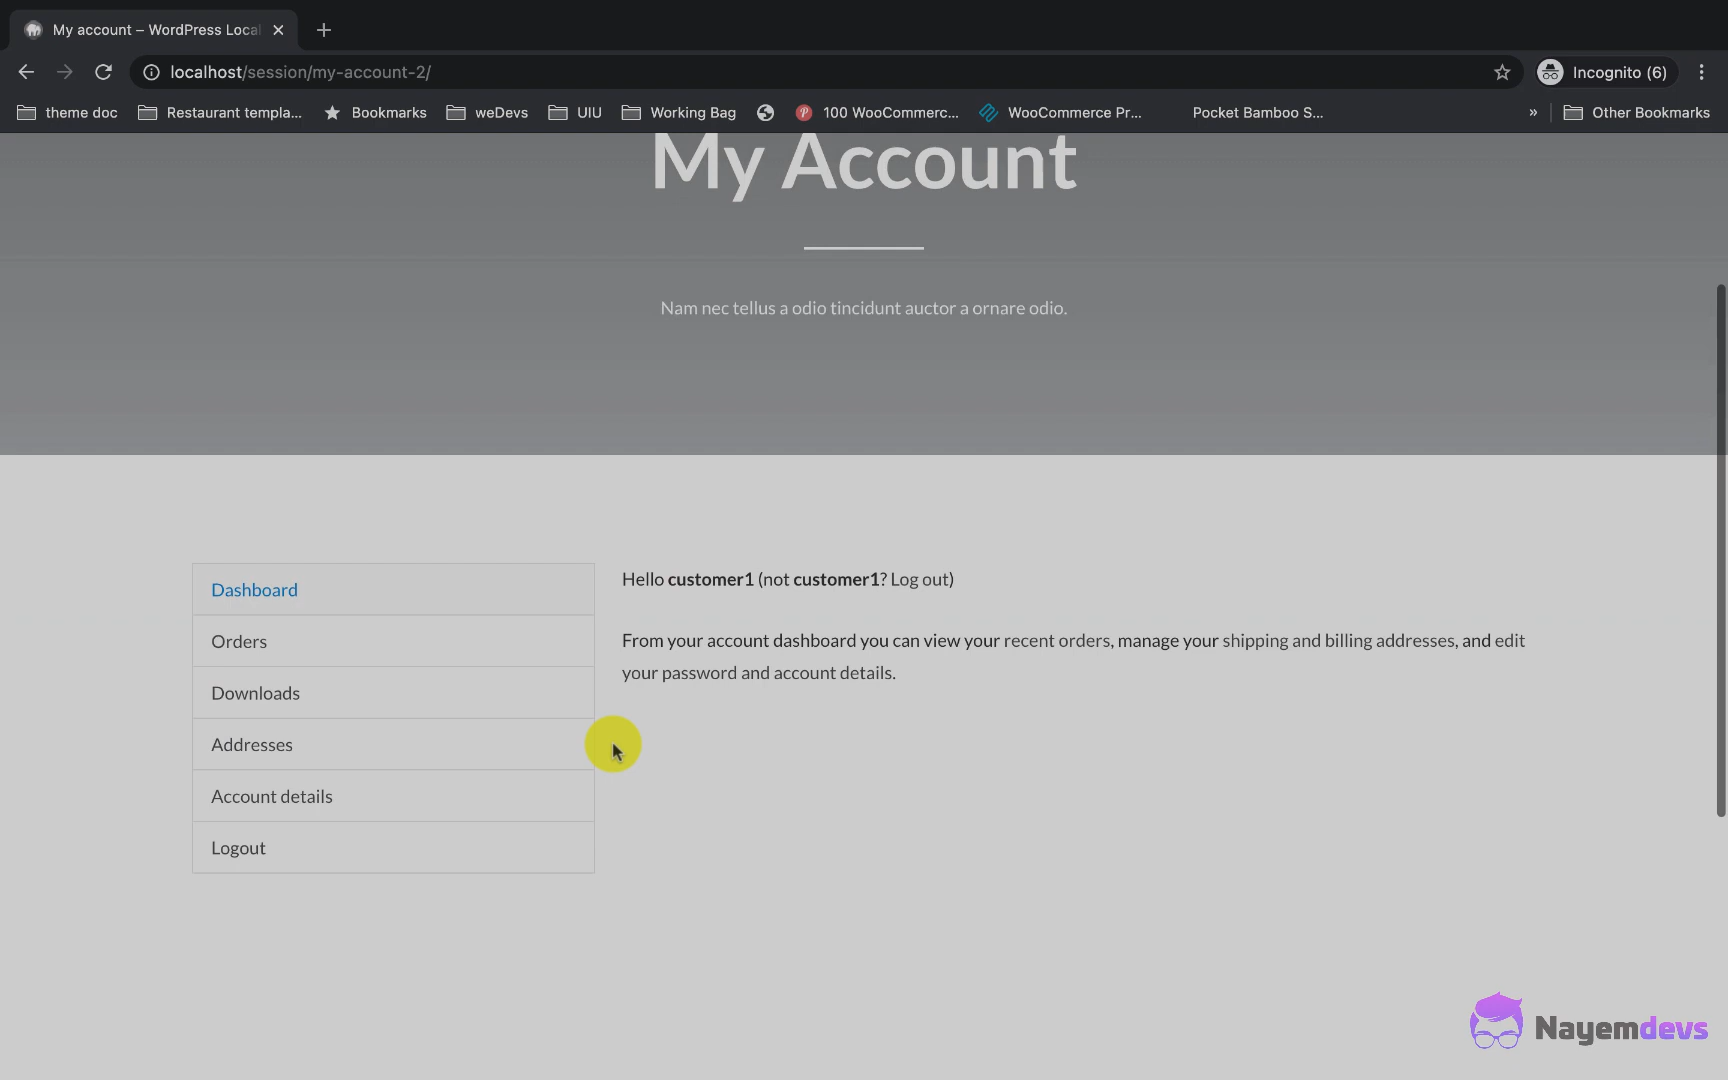 My account – WordPress Local
localhost/session/my-account-2/
Incognito (6)
theme doc
Restaurant templa...
Bookmarks
weDevs
UIU
Working Bag
100 WooCommerc...
WooCommerce Pr...
Pocket Bamboo S...
»
Other Bookmarks
My Account
Nam nec tellus a odio tincidunt auctor a ornare odio.
Dashboard
Orders
Downloads
Addresses
Account details
Logout
Hello customer1 (not customer1? Log out)
From your account dashboard you can view your recent orders, manage your shipping and billing addresses, and edit
your password and account details.
Nayemdevs